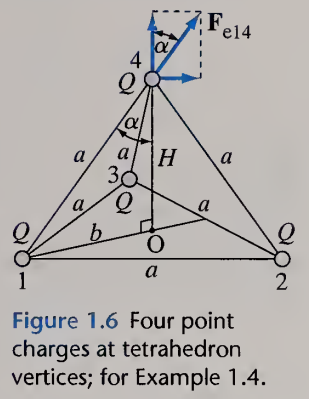 F e14
α
4
Q
α
a
a
H
a
3
a
Q
a
Q
b
O
Q
1
a
2
Figure 1.6 Four point
charges at tetrahedron
vertices; for Example 1.4.